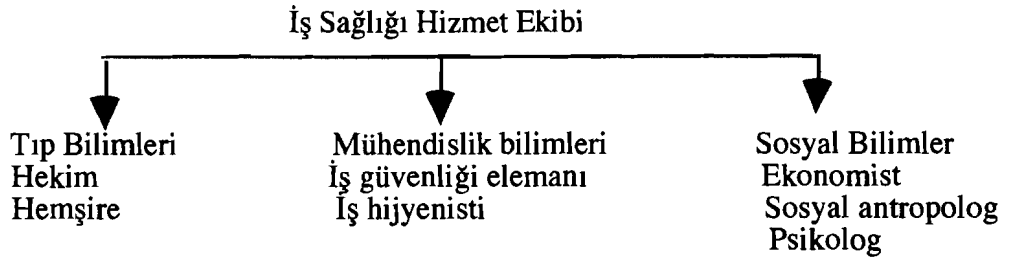 İş Sağlığı Hizmet Ekibi
Tıp Bilimleri
Hekim
Hemşire
Mühendislik bilimleri
İş güvenliği elemanı
İş hijyenisti
Sosyal Bilimler
Ekonomist
Sosyal antropolog
Psikolog